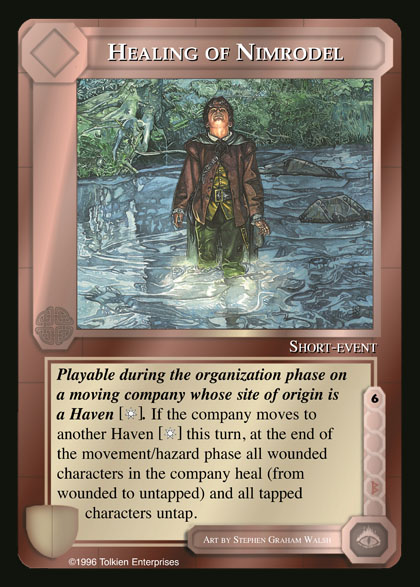 Healing of Nimrodel
Short-event
Playable during the organization phase on
a moving company whose site of origin is
a Haven []. If the company moves to
another Haven [] this turn, at the end of
the movement/hazard phase all wounded
characters in the company heal (from
wounded to untapped) and all tapped
characters untap.
6
Art by Stephen Graham Walsh
©1996 Tolkien Enterprises